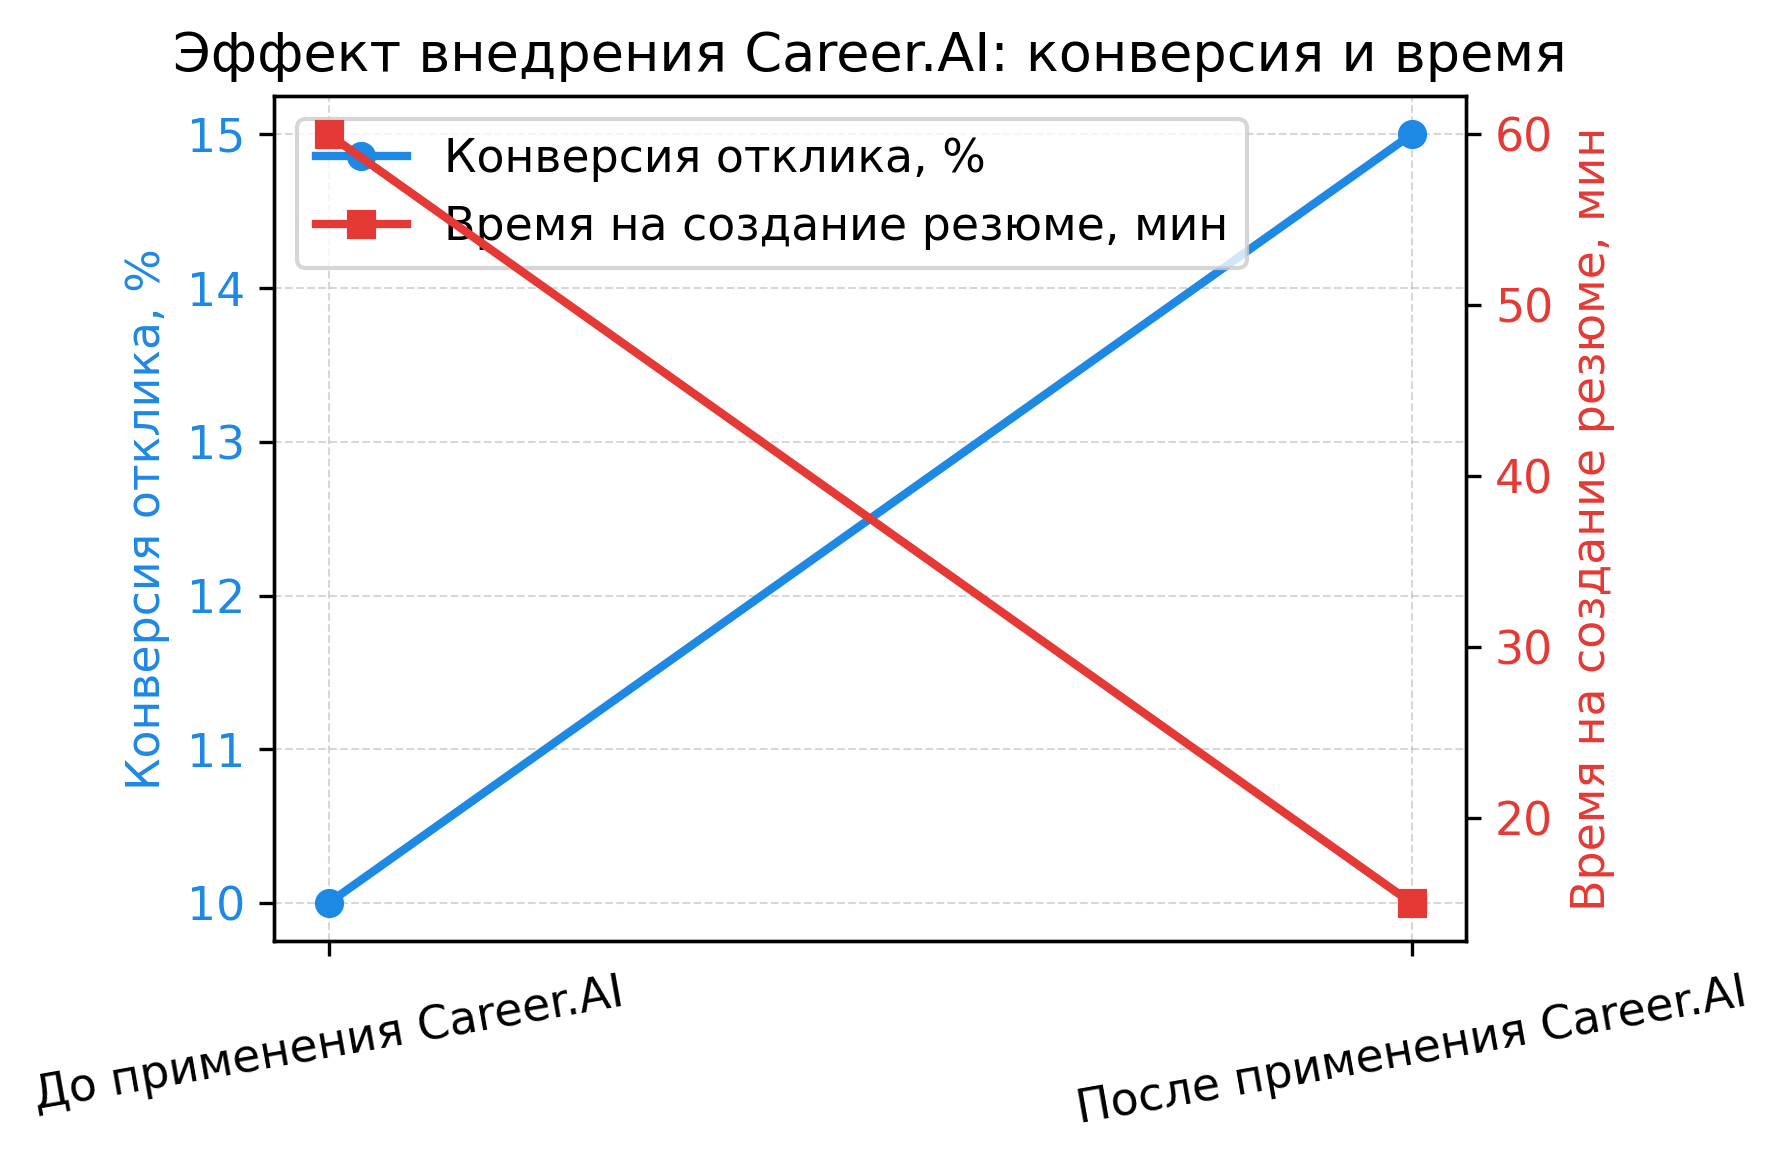 Эффект внедрения Career.AI: конверсия и время
Конверсия отклика, %
Время на создание резюме, мин
Конверсия отклика, %
15
14
13
12
11
10
60
50
40
30
20
Время на создание резюме, мин
До применения Career.AI
После применения Career.AI